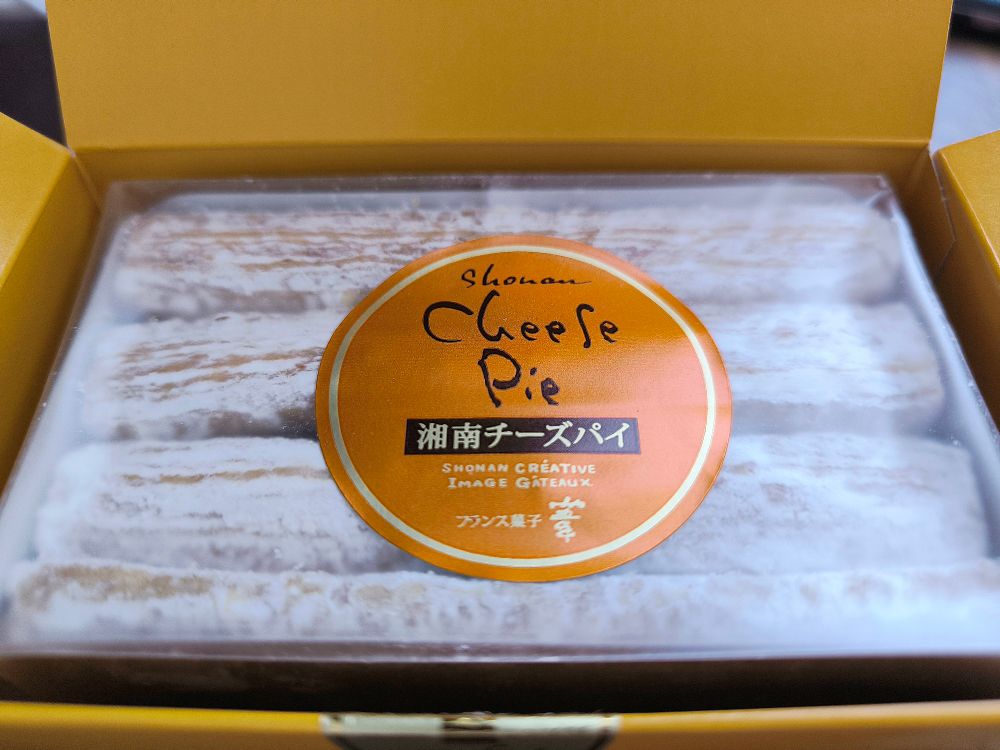 Shonan
Cheese
Pie
湘南チーズパイ
SHONAN CRÉATIVE
IMAGE GÂTEAUX.
フランス菓子 葦